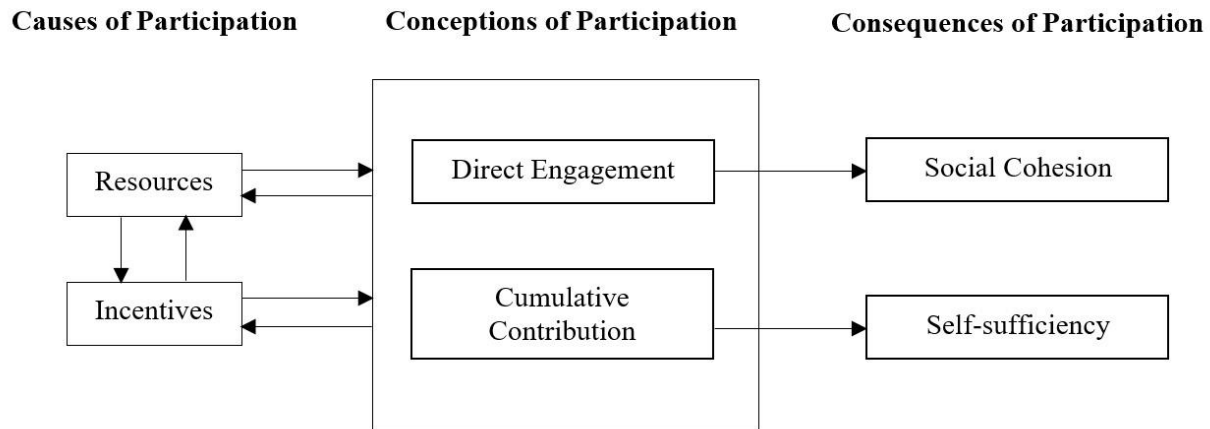 Causes of Participation
Conceptions of Participation
Consequences of Participation
Resources
Direct Engagement
Social Cohesion
Incentives
Cumulative
Contribution
Self-sufficiency